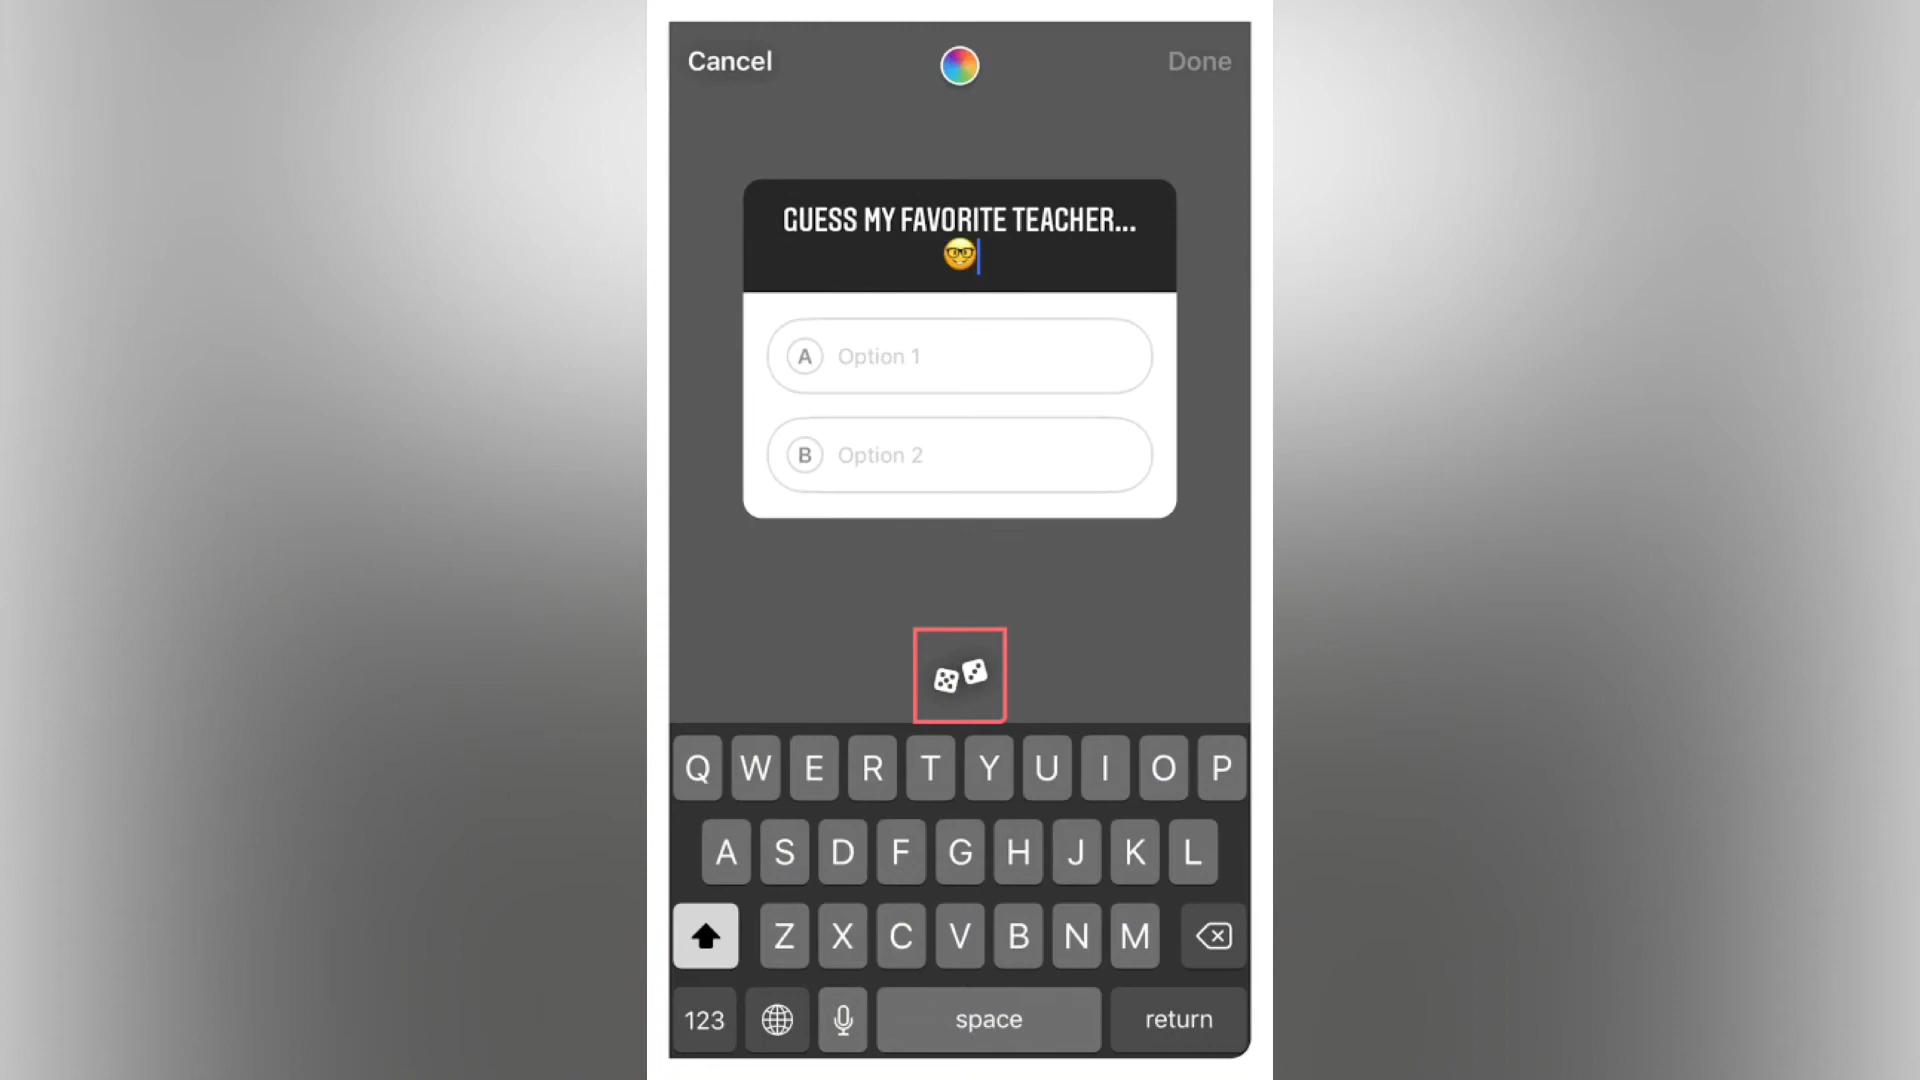 Cancel
Done
GUESS MY FAVORITE TEACHER...
🤓
A Option 1
B Option 2
Q W E R T Y U I O P
A S D F G H J K L
Z X C V B N M
123 space return